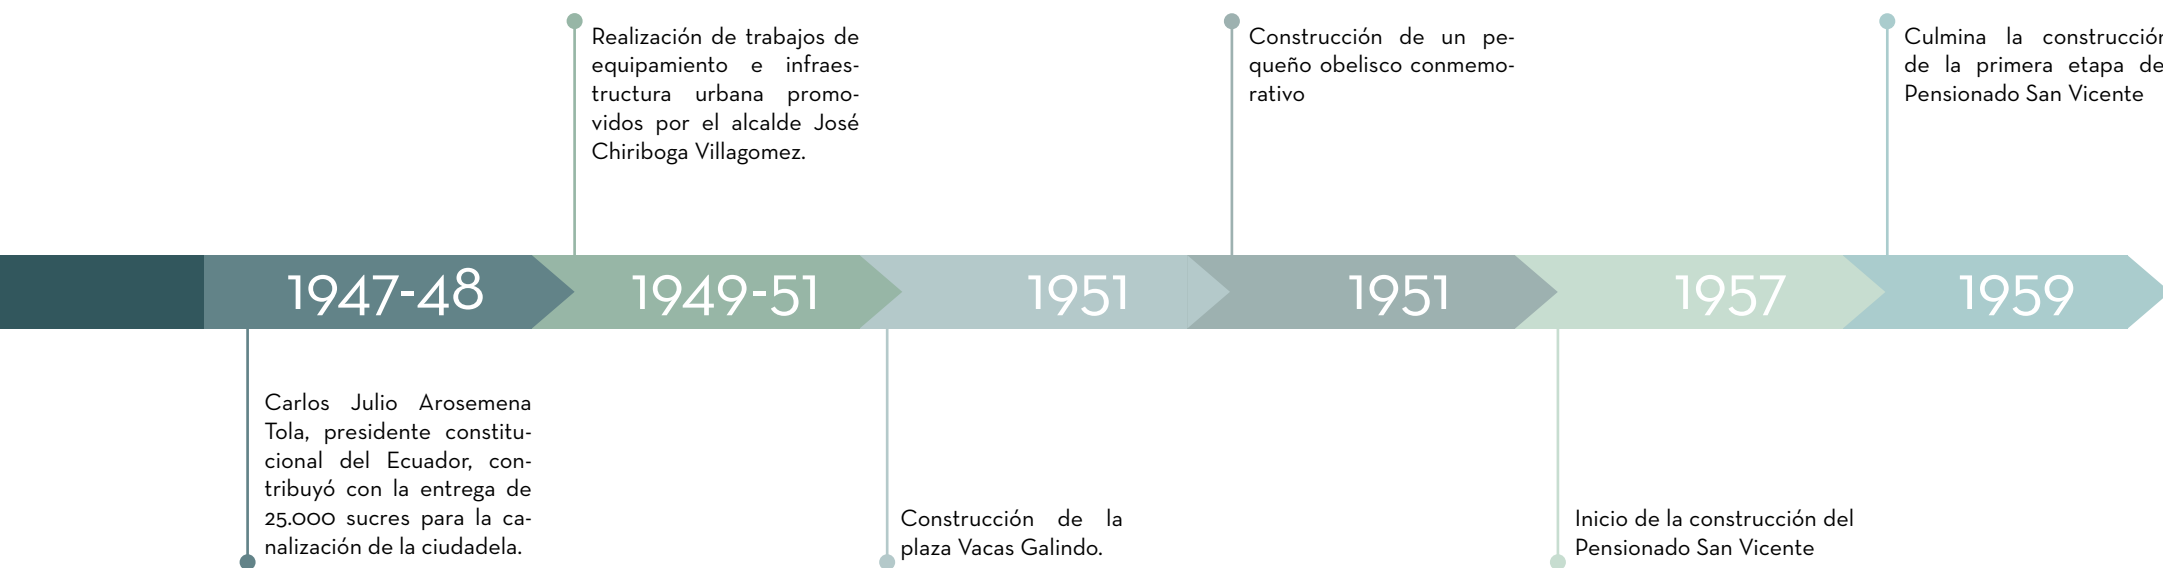 Realización de trabajos de
equipamiento e infraes-
tructura urbana promo-
vidos por el alcalde José
Chiriboga Villagomez.
Construcción de un pe-
queño obelisco conmemo-
rativo
Culmina la construcción
de la primera etapa de
Pensionado San Vicente
1947-48
1949-51
1951
1951
1957
1959
Carlos Julio Arosemena
Tola, presidente constitu-
cional del Ecuador, con-
tribuyó con la entrega de
25.000 sucres para la ca-
nalización de la ciudadela.
Construcción de la
plaza Vacas Galindo.
Inicio de la construcción del
Pensionado San Vicente